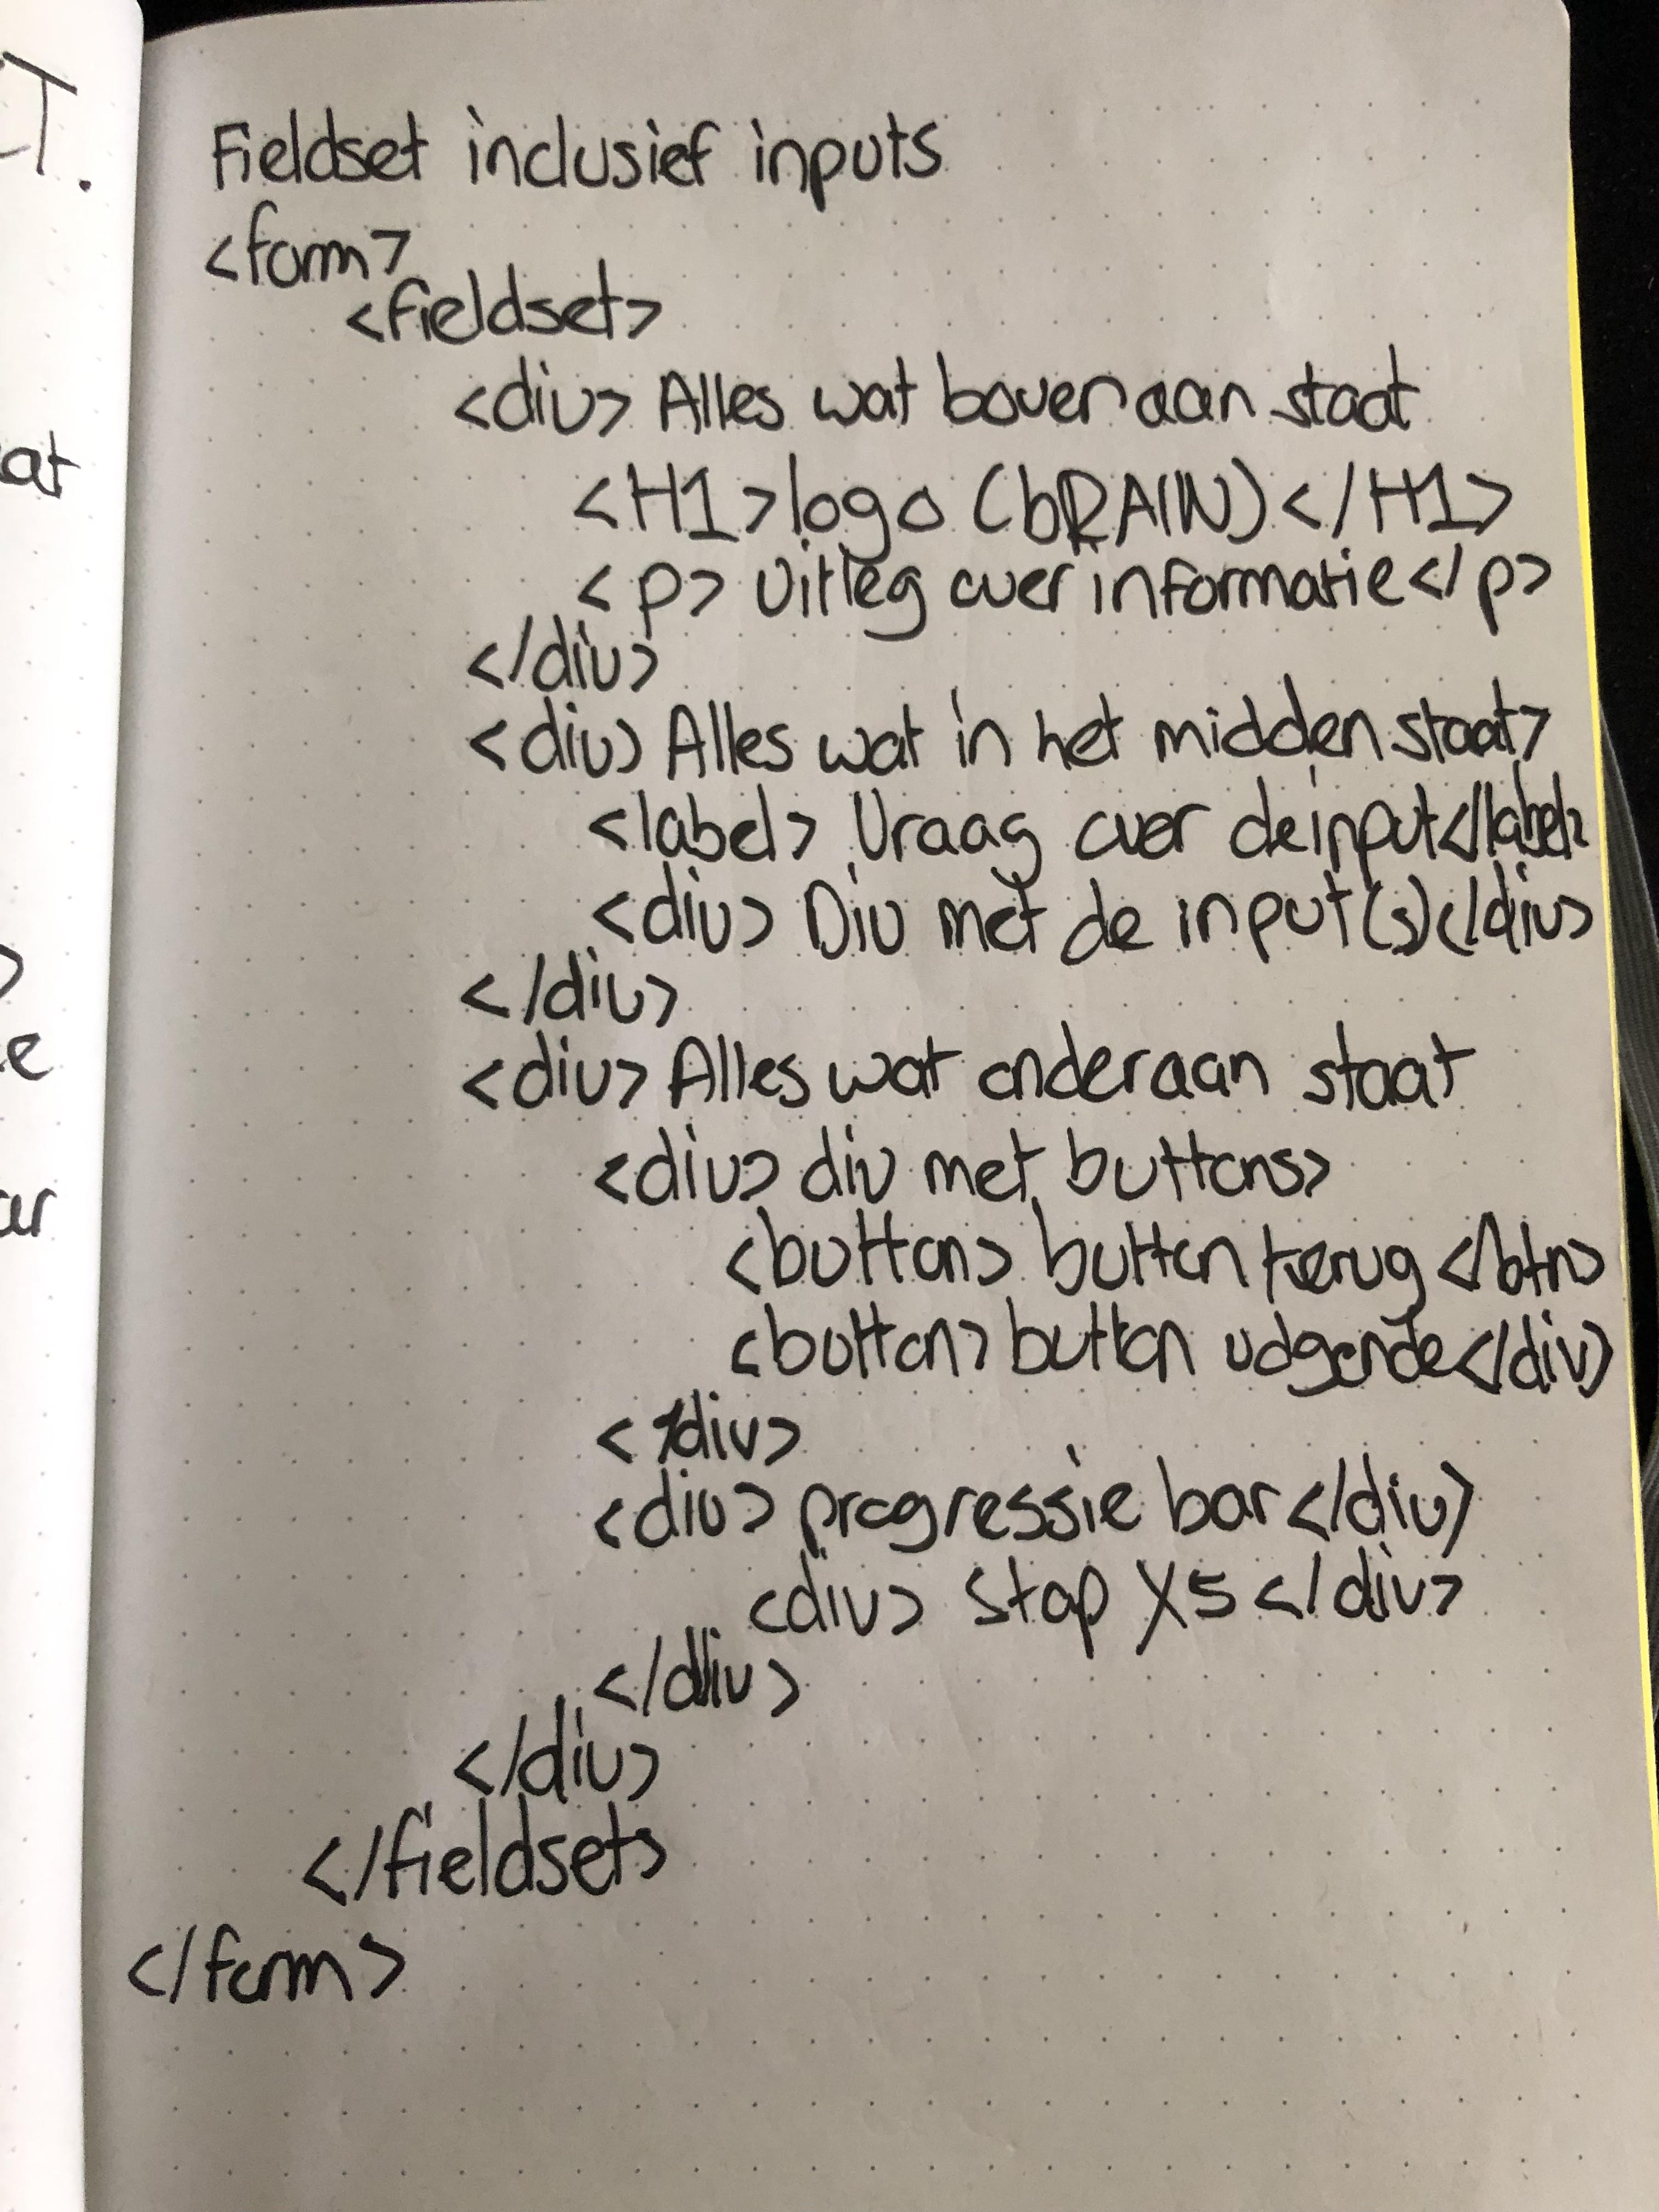 CT.
at
e
ar
Fieldset inclusief inputs
<form>
<fieldset>
<div> Alles wat bovenaan staat
<H1> logo (bRAIN) </H1>
<p> Uitleg over informatie </p>
</div>
<div> Alles wat in het midden staat>
<label> Vraag over de input </label>
<div> Div met de input(s) </div>
</div>
<div> Alles wat onderaan staat
<div> div met buttons>
<button> button terug </btn>
<button> button volgende </div>
</div>
<div> progressie bar </div>
<div> stap X5 </div>
</div>
</div>
</fieldset>
</form>